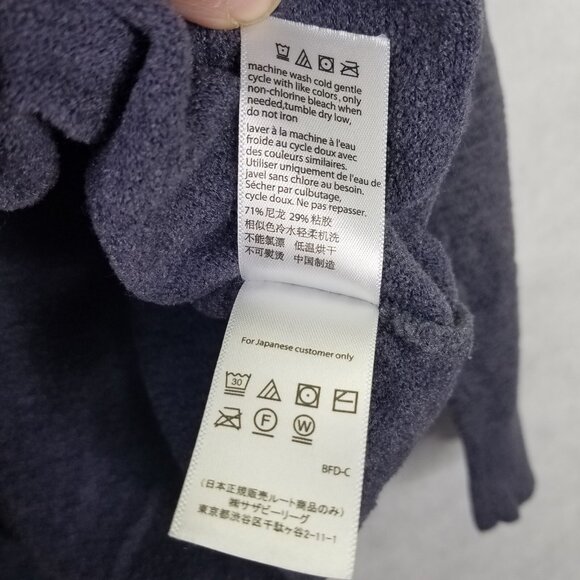 machine wash cold gentle
cycle with like colors, only
non-chlorine bleach when
needed,tumble dry low,
do not iron
laver à la machine à l'eau
froide au cycle doux avec
des couleurs similaires.
Utiliser uniquement de l'eau de
javel sans chlore au besoin.
Sécher par culbutage,
cycle doux. Ne pas repasser.
71%尼龙 29%粘胶
相似色冷水轻柔机洗
不能氯漂 低温烘干
不可熨烫 中国制造
For Japanese customer only
30
F W
BFD-C
(日本正規販売ルート商品のみ)
㈱サザビーリーグ
東京都渋谷区千駄ヶ谷2-11-1